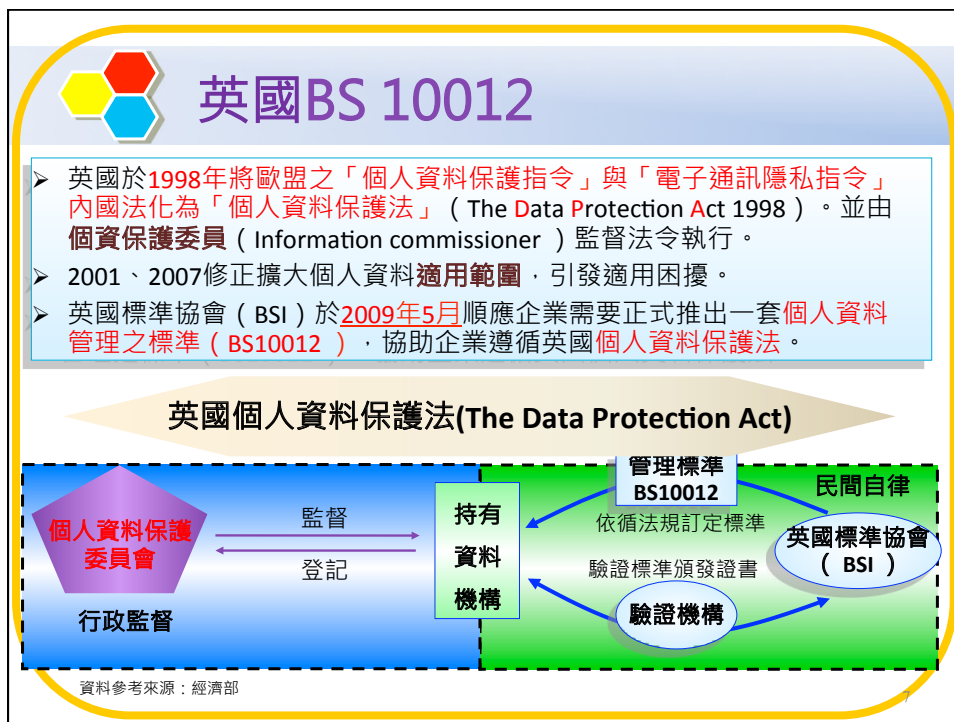 英國BS 10012
➢ 英國於1998年將歐盟之「個人資料保護指令」與「電子通訊隱私指令」
內國法化為「個人資料保護法」（The Data Protection Act 1998）。並由
個資保護委員（Information commissioner ）監督法令執行。
➢ 2001、2007修正擴大個人資料適用範圍，引發適用困擾。
➢ 英國標準協會（BSI）於2009年5月順應企業需要正式推出一套個人資料
管理之標準（BS10012 ），協助企業遵循英國個人資料保護法。
英國個人資料保護法(The Data Protection Act)
個人資料保護
委員會
行政監督
監督
登記
持有
資料
機構
管理標準
BS10012
依循法規訂定標準
驗證標準頒發證書
驗證機構
民間自律
英國標準協會
（ BSI ）
資料參考來源：經濟部
7